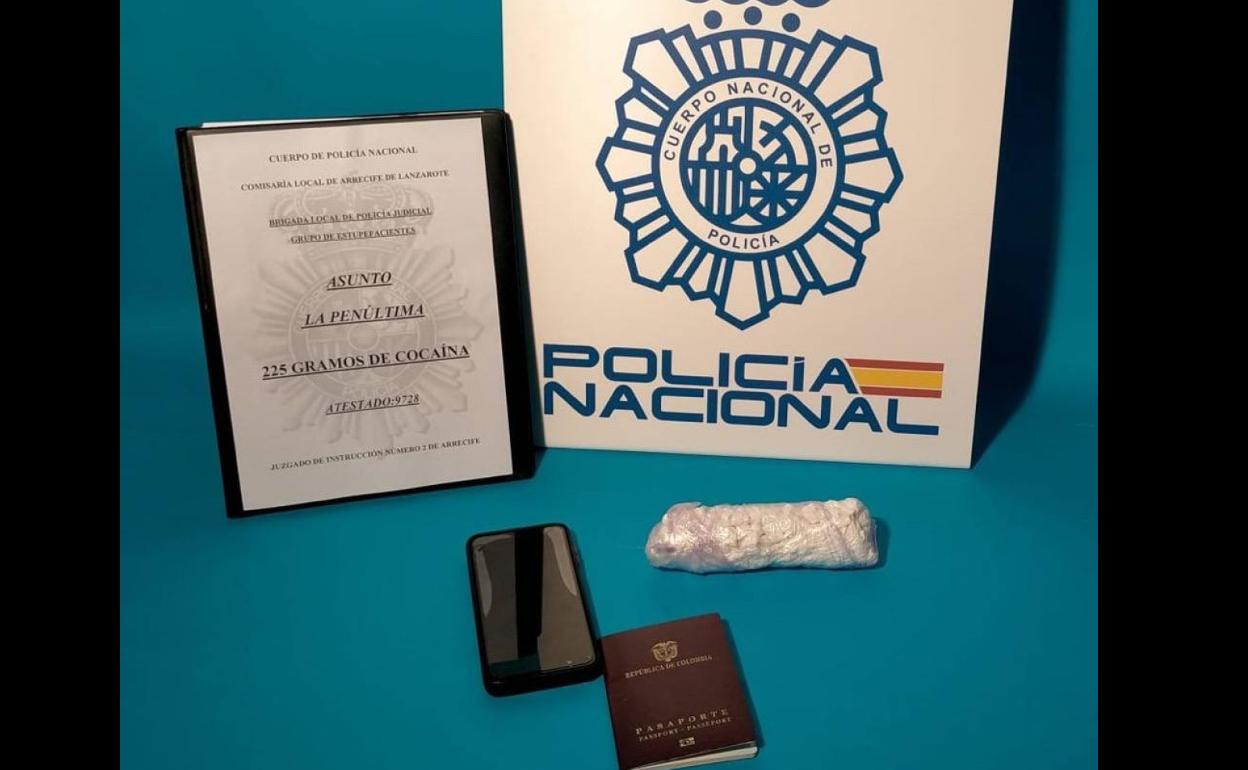 CUERPO DE POLICÍA NACIONAL
COMISARÍA LOCAL DE ARRECIFE DE LANZAROTE
BRIGADA LOCAL DE POLICÍA JUDICIAL
GRUPO DE ESTUPEFACIENTES
ASUNTO
LA PENÚLTIMA
225 GRAMOS DE COCAÍNA
ATESTADO:9728
JUZGADO DE INSTRUCCIÓN NÚMERO 2 DE ARRECIFE
CUERPO NACIONAL DE
POLICÍA
POLICÍA
NACIONAL
REPÚBLICA DE COLOMBIA
PASAPORTE
PASSPORT - PASSEPORT